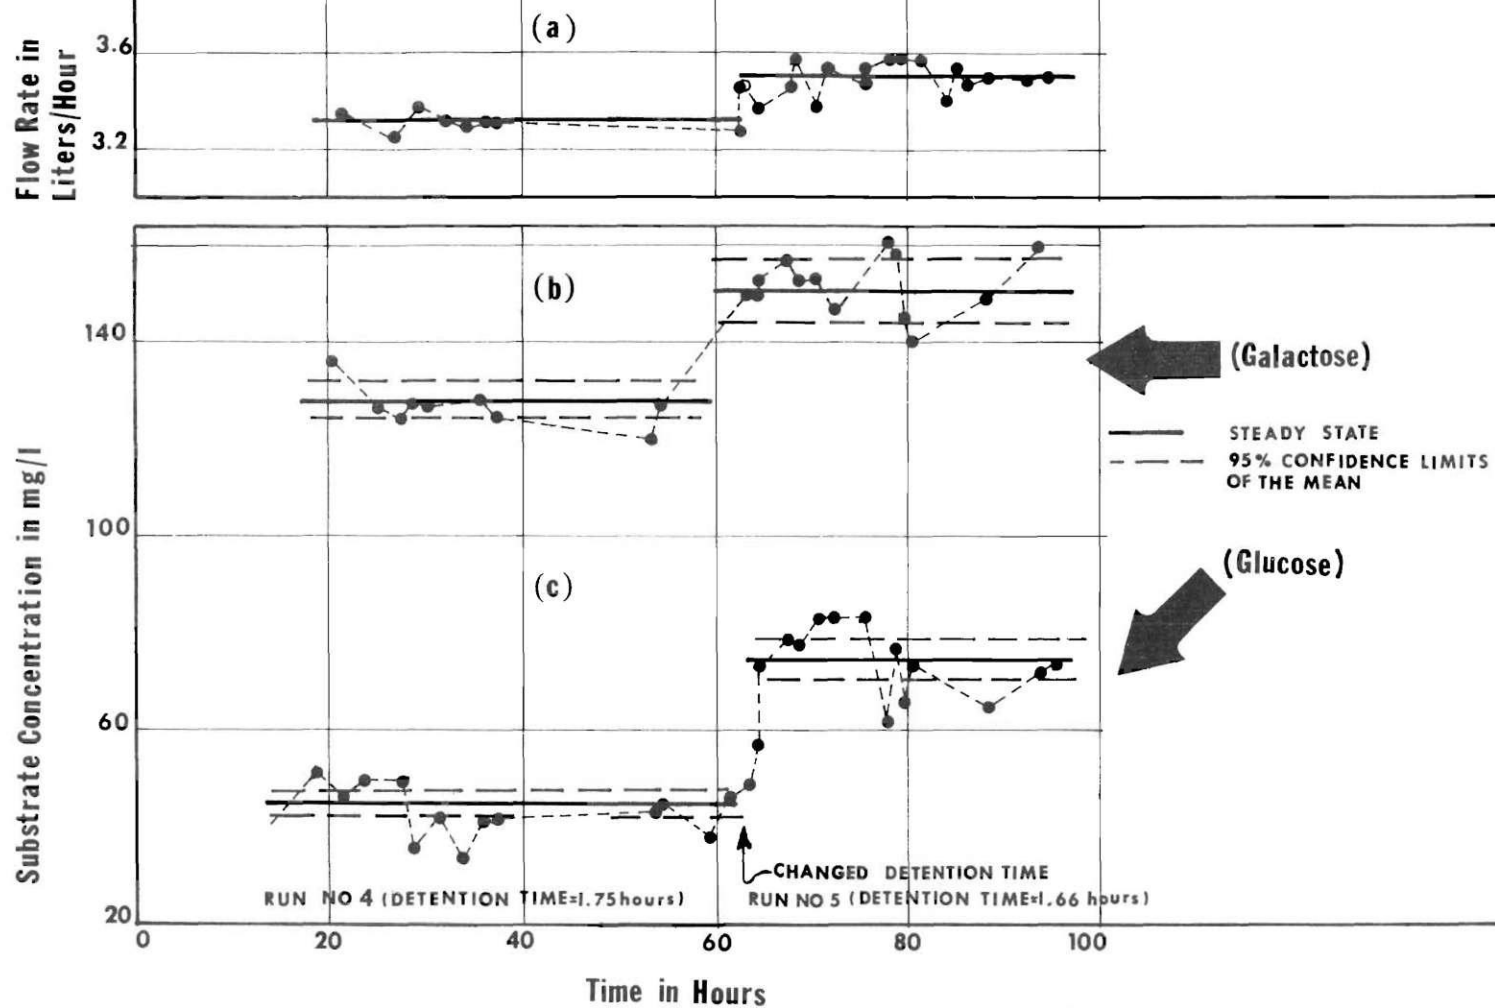 (a)
Flow Rate in
Liters/Hour
3.6
3.2
(b)
140
(Galactose)
STEADY STATE
95% CONFIDENCE LIMITS
OF THE MEAN
Substrate Concentration in mg/l
100
(c)
(Glucose)
60
CHANGED DETENTION TIME
RUN NO 4 (DETENTION TIME=1.75 hours)
RUN NO 5 (DETENTION TIME=1.66 hours)
20
0 20 40 60 80 100
Time in Hours